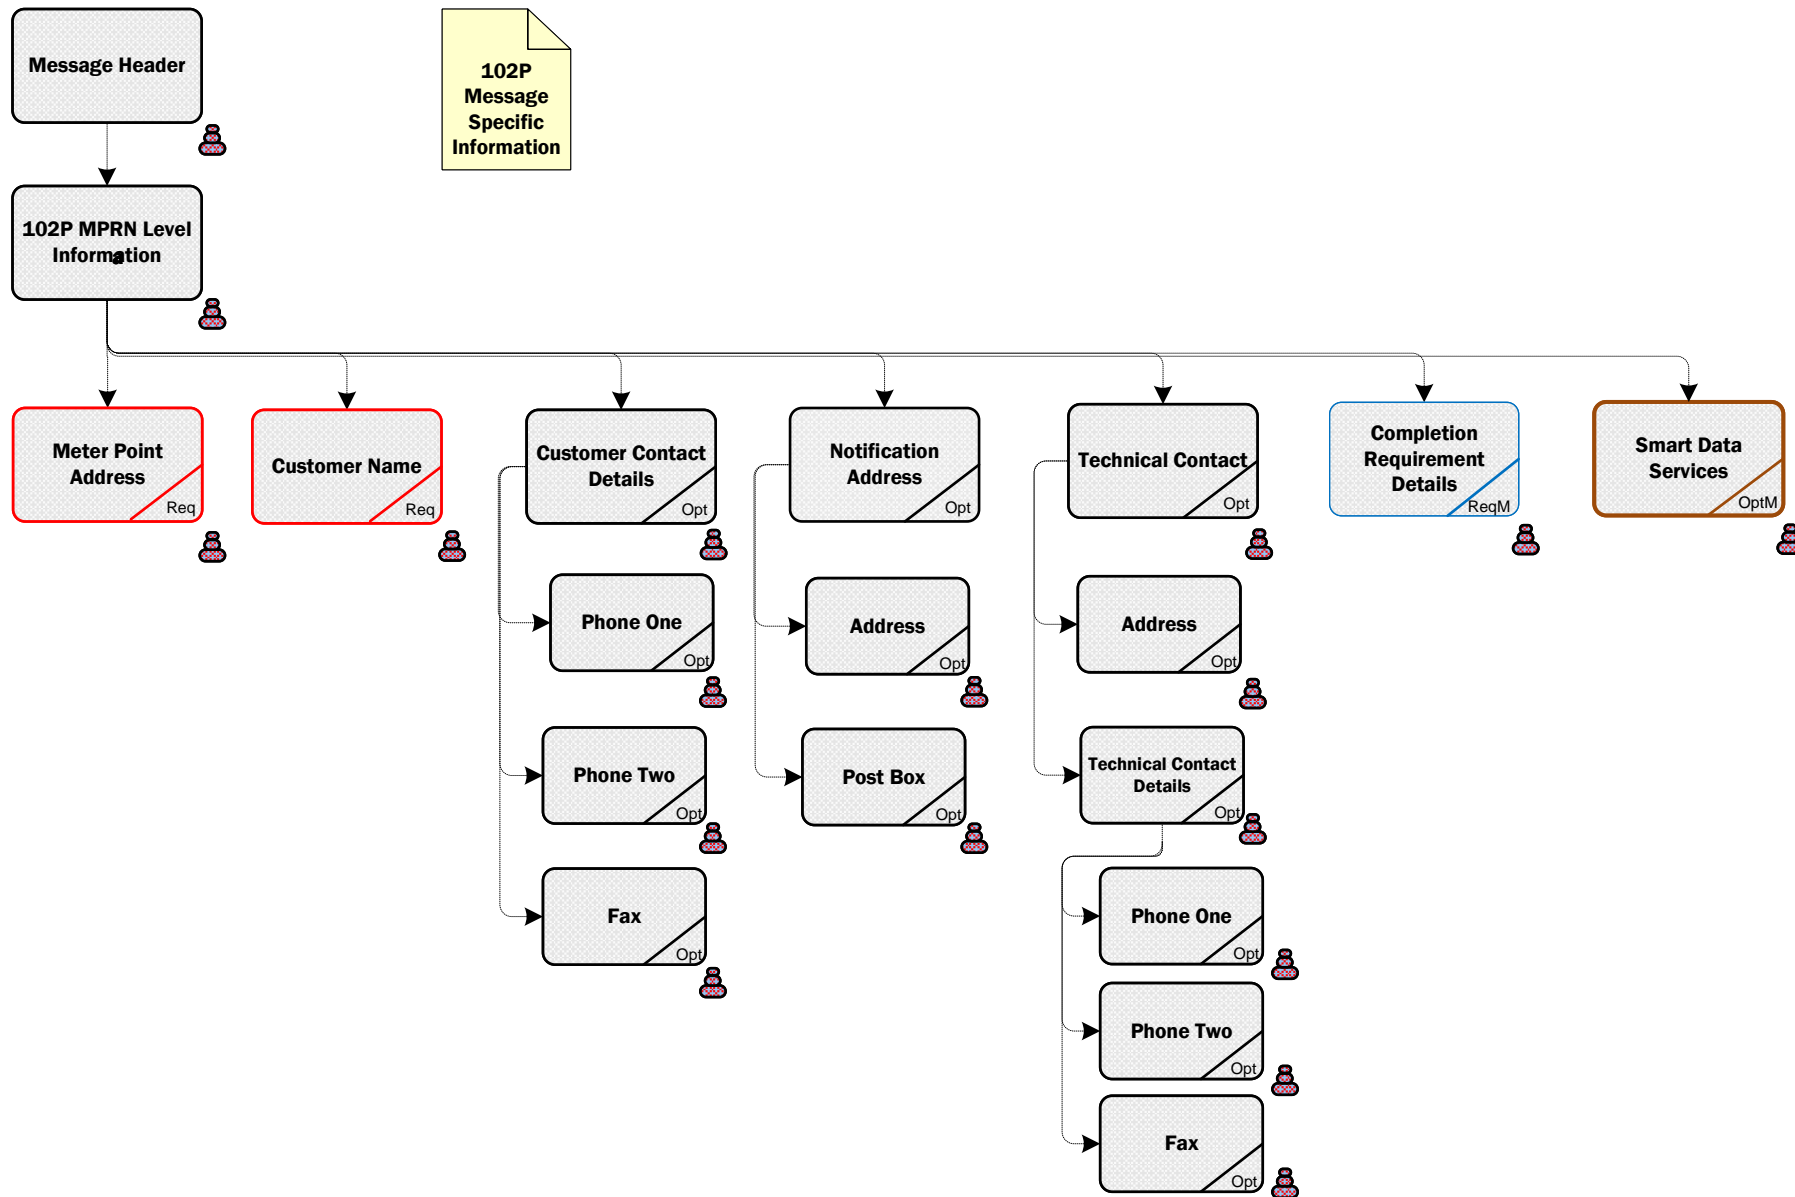 Message Header
102P
Message
Specific
Information
102P MPRN Level
Information
Meter Point
Address
Req
Customer Name
Req
Customer Contact
Details
Opt
Notification
Address
Opt
Technical Contact
Opt
Completion
Requirement
Details
ReqM
Smart Data
Services
OptM
Phone One
Opt
Address
Opt
Address
Opt
Phone Two
Opt
Post Box
Opt
Technical Contact
Details
Opt
Fax
Opt
Phone One
Opt
Phone Two
Opt
Fax
Opt